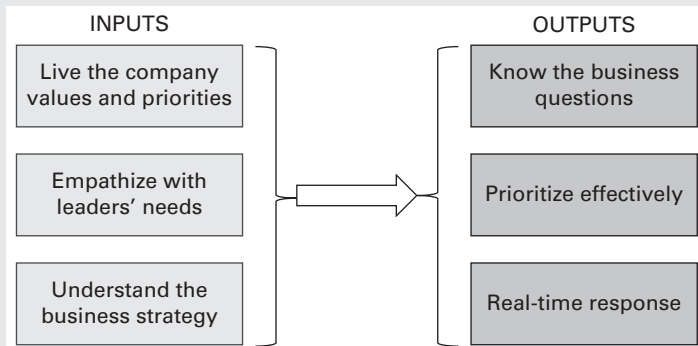 INPUTS
Live the company
values and priorities
Empathize with
leaders’ needs
Understand the
business strategy
OUTPUTS
Know the business
questions
Prioritize effectively
Real-time response